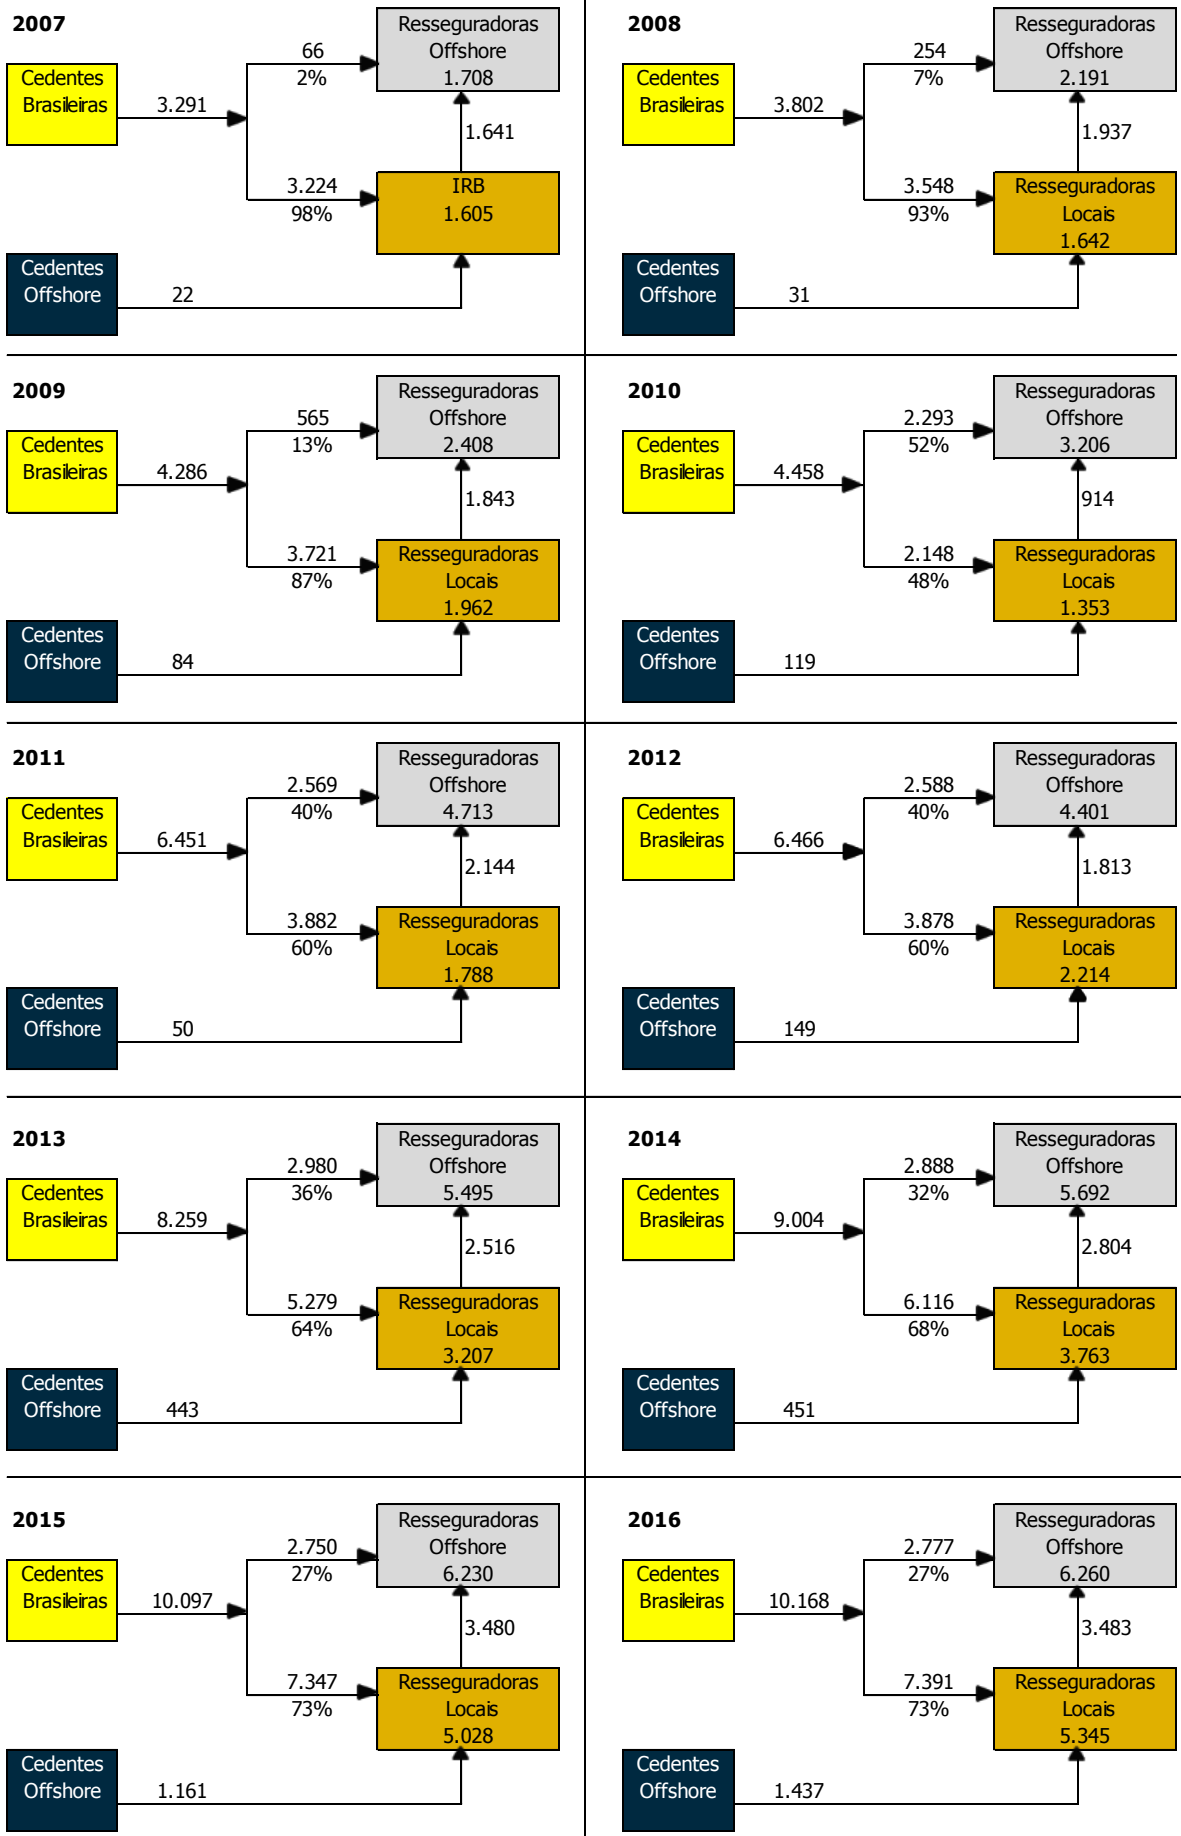 2007
Cedentes
Brasileiras
3.291
66
2%
Resseguradoras
Offshore
1.708
1.641
3.224
98%
IRB
1.605
Cedentes
Offshore
22
2008
Cedentes
Brasileiras
3.802
254
7%
Resseguradoras
Offshore
2.191
1.937
3.548
93%
Resseguradoras
Locais
1.642
Cedentes
Offshore
31
2009
Cedentes
Brasileiras
4.286
565
13%
Resseguradoras
Offshore
2.408
1.843
3.721
87%
Resseguradoras
Locais
1.962
Cedentes
Offshore
84
2010
Cedentes
Brasileiras
4.458
2.293
52%
Resseguradoras
Offshore
3.206
914
2.148
48%
Resseguradoras
Locais
1.353
Cedentes
Offshore
119
2011
Cedentes
Brasileiras
6.451
2.569
40%
Resseguradoras
Offshore
4.713
2.144
3.882
60%
Resseguradoras
Locais
1.788
Cedentes
Offshore
50
2012
Cedentes
Brasileiras
6.466
2.588
40%
Resseguradoras
Offshore
4.401
1.813
3.878
60%
Resseguradoras
Locais
2.214
Cedentes
Offshore
149
2013
Cedentes
Brasileiras
8.259
2.980
36%
Resseguradoras
Offshore
5.495
2.516
5.279
64%
Resseguradoras
Locais
3.207
Cedentes
Offshore
443
2014
Cedentes
Brasileiras
9.004
2.888
32%
Resseguradoras
Offshore
5.692
2.804
6.116
68%
Resseguradoras
Locais
3.763
Cedentes
Offshore
451
2015
Cedentes
Brasileiras
10.097
2.750
27%
Resseguradoras
Offshore
6.230
3.480
7.347
73%
Resseguradoras
Locais
5.028
Cedentes
Offshore
1.161
2016
Cedentes
Brasileiras
10.168
2.777
27%
Resseguradoras
Offshore
6.260
3.483
7.391
73%
Resseguradoras
Locais
5.345
Cedentes
Offshore
1.437